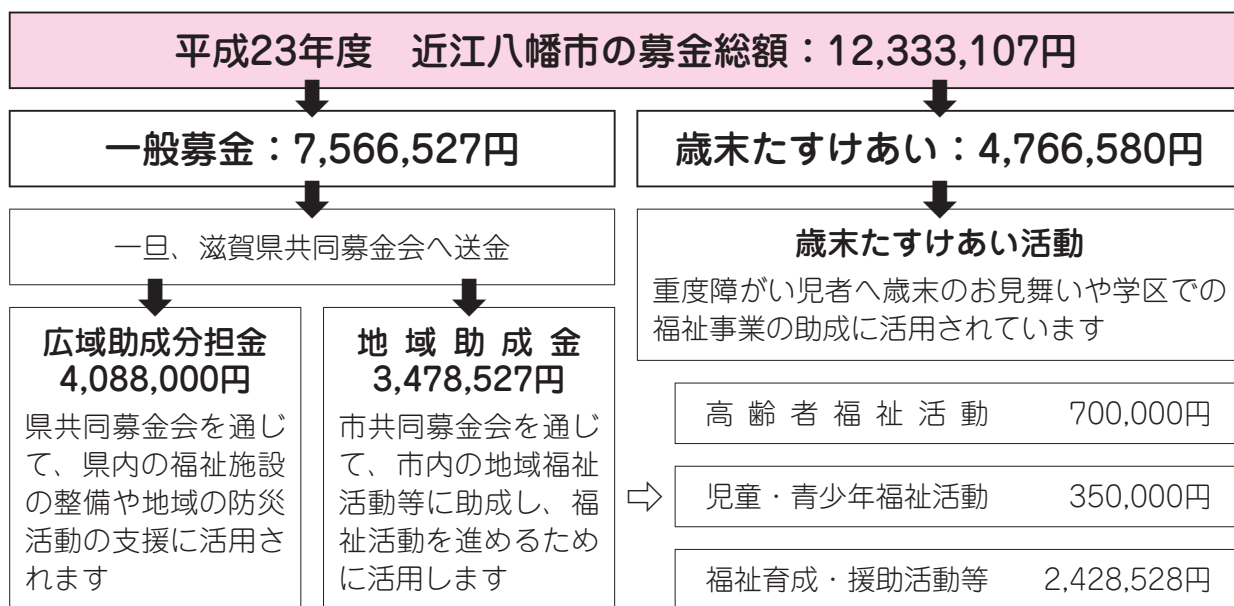 平成23年度　近江八幡市の募金総額：12,333,107円
一般募金：7,566,527円
歳末たすけあい：4,766,580円
一旦、滋賀県共同募金会へ送金
歳末たすけあい活動
重度障がい児者へ歳末のお見舞いや学区での
福祉事業の助成に活用されています
広域助成分担金
4,088,000円
県共同募金会を通じ
て、県内の福祉施設
の整備や地域の防災
活動の支援に活用さ
れます
地域助成金
3,478,527円
市共同募金会を通じ
て、市内の地域福祉
活動等に助成し、福
祉活動を進めるため
に活用します
高齢者福祉活動　700,000円
児童・青少年福祉活動　350,000円
福祉育成・援助活動等　2,428,528円